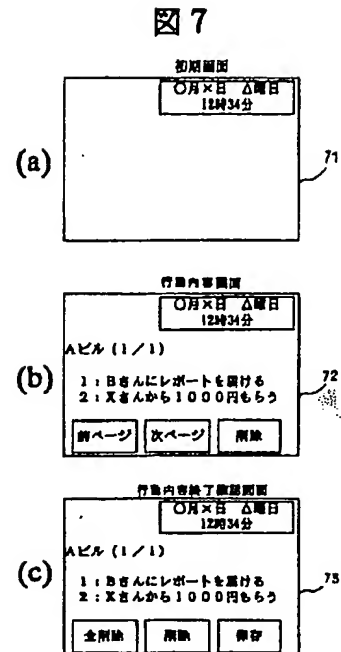 図7
初期画面
〇月×日 △曜日
12時34分
(a)
71
行動内容画面
〇月×日 △曜日
12時34分
Aビル (1/1)
(b)
1:Bさんにレポートを届ける
72
2:Xさんから1000円もらう
前ページ 次ページ 削除
行動内容終了確認画面
〇月×日 △曜日
12時34分
Aビル (1/1)
(c)
1:Bさんにレポートを届ける
73
2:Xさんから1000円もらう
全削除 削除 保存